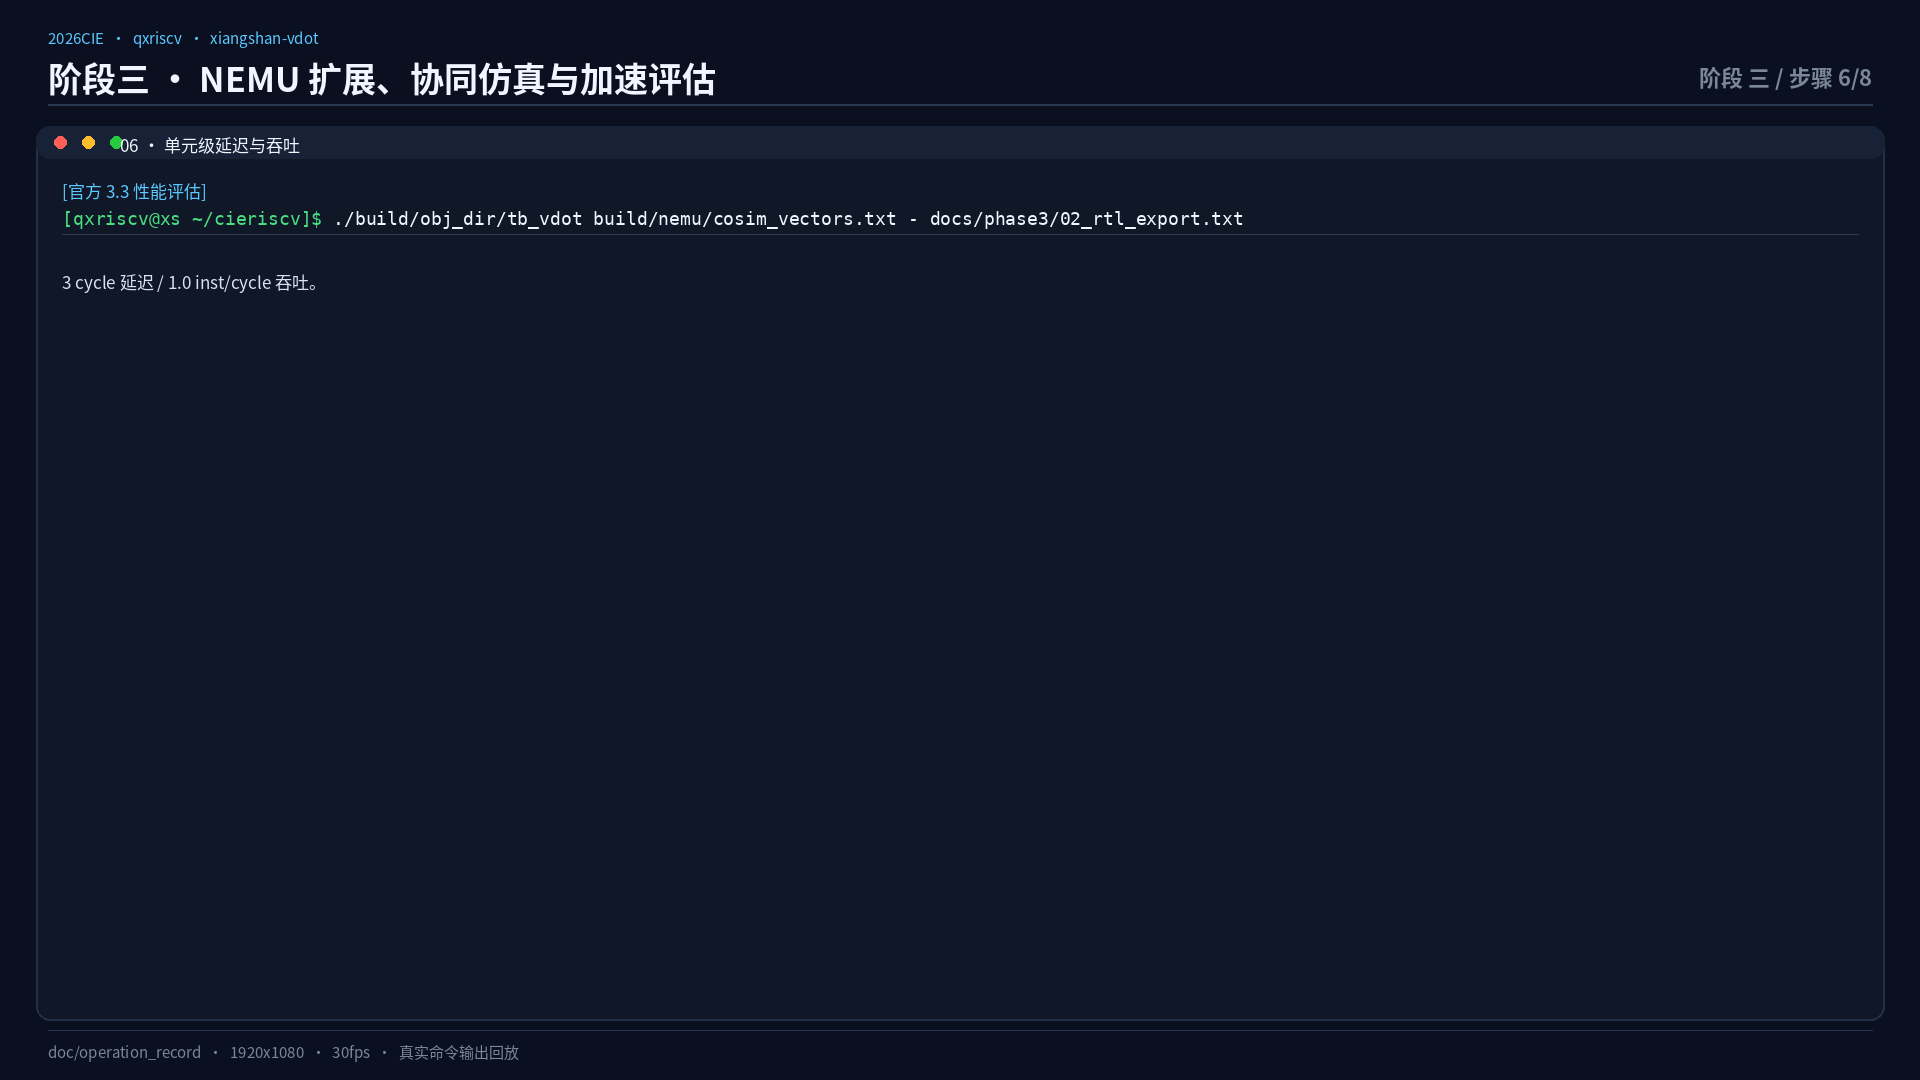 2026CIE · qxriscv · xiangshan-vdot
阶段三 · NEMU 扩展、协同仿真与加速评估
阶段 三 / 步骤 6/8
06 · 单元级延迟与吞吐
[官方 3.3 性能评估]
[qxriscv@xs ~/cieriscv]$ ./build/obj_dir/tb_vdot build/nemu/cosim_vectors.txt - docs/phase3/02_rtl_export.txt
3 cycle 延迟 / 1.0 inst/cycle 吞吐。
doc/operation_record · 1920x1080 · 30fps · 真实命令输出回放